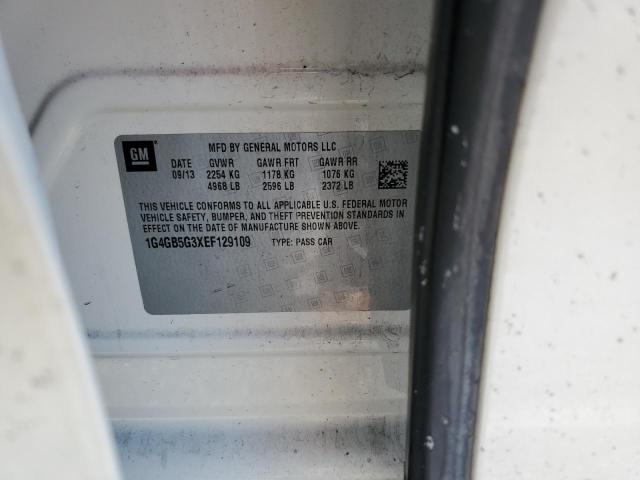 GM
MFD BY GENERAL MOTORS LLC
DATE GVWR GAWR FRT GAWR RR
09/13 2254 KG 1178 KG 1076 KG
4968 LB 2596 LB 2372 LB
THIS VEHICLE CONFORMS TO ALL APPLICABLE U.S. FEDERAL MOTOR
VEHICLE SAFETY, BUMPER, AND THEFT PREVENTION STANDARDS IN
EFFECT ON THE DATE OF MANUFACTURE SHOWN ABOVE.
1G4GB5G3XEF129109 TYPE: PASS CAR